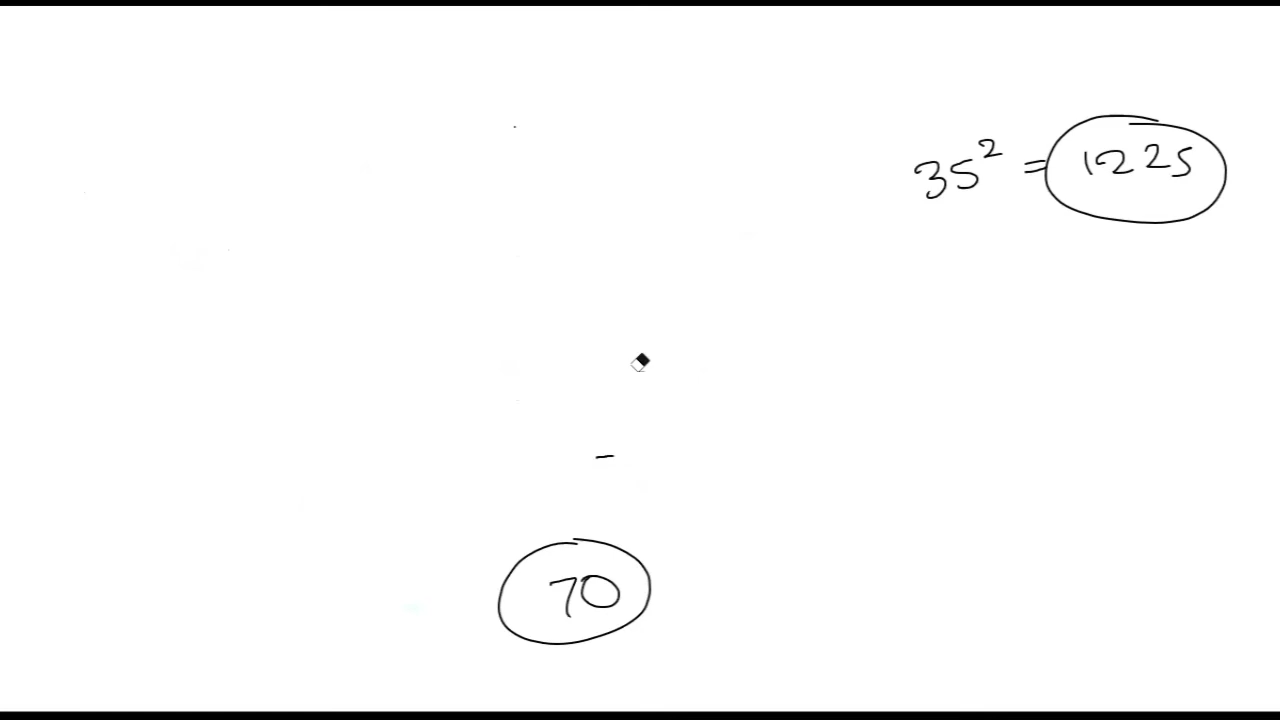 35² = 1225
-
70